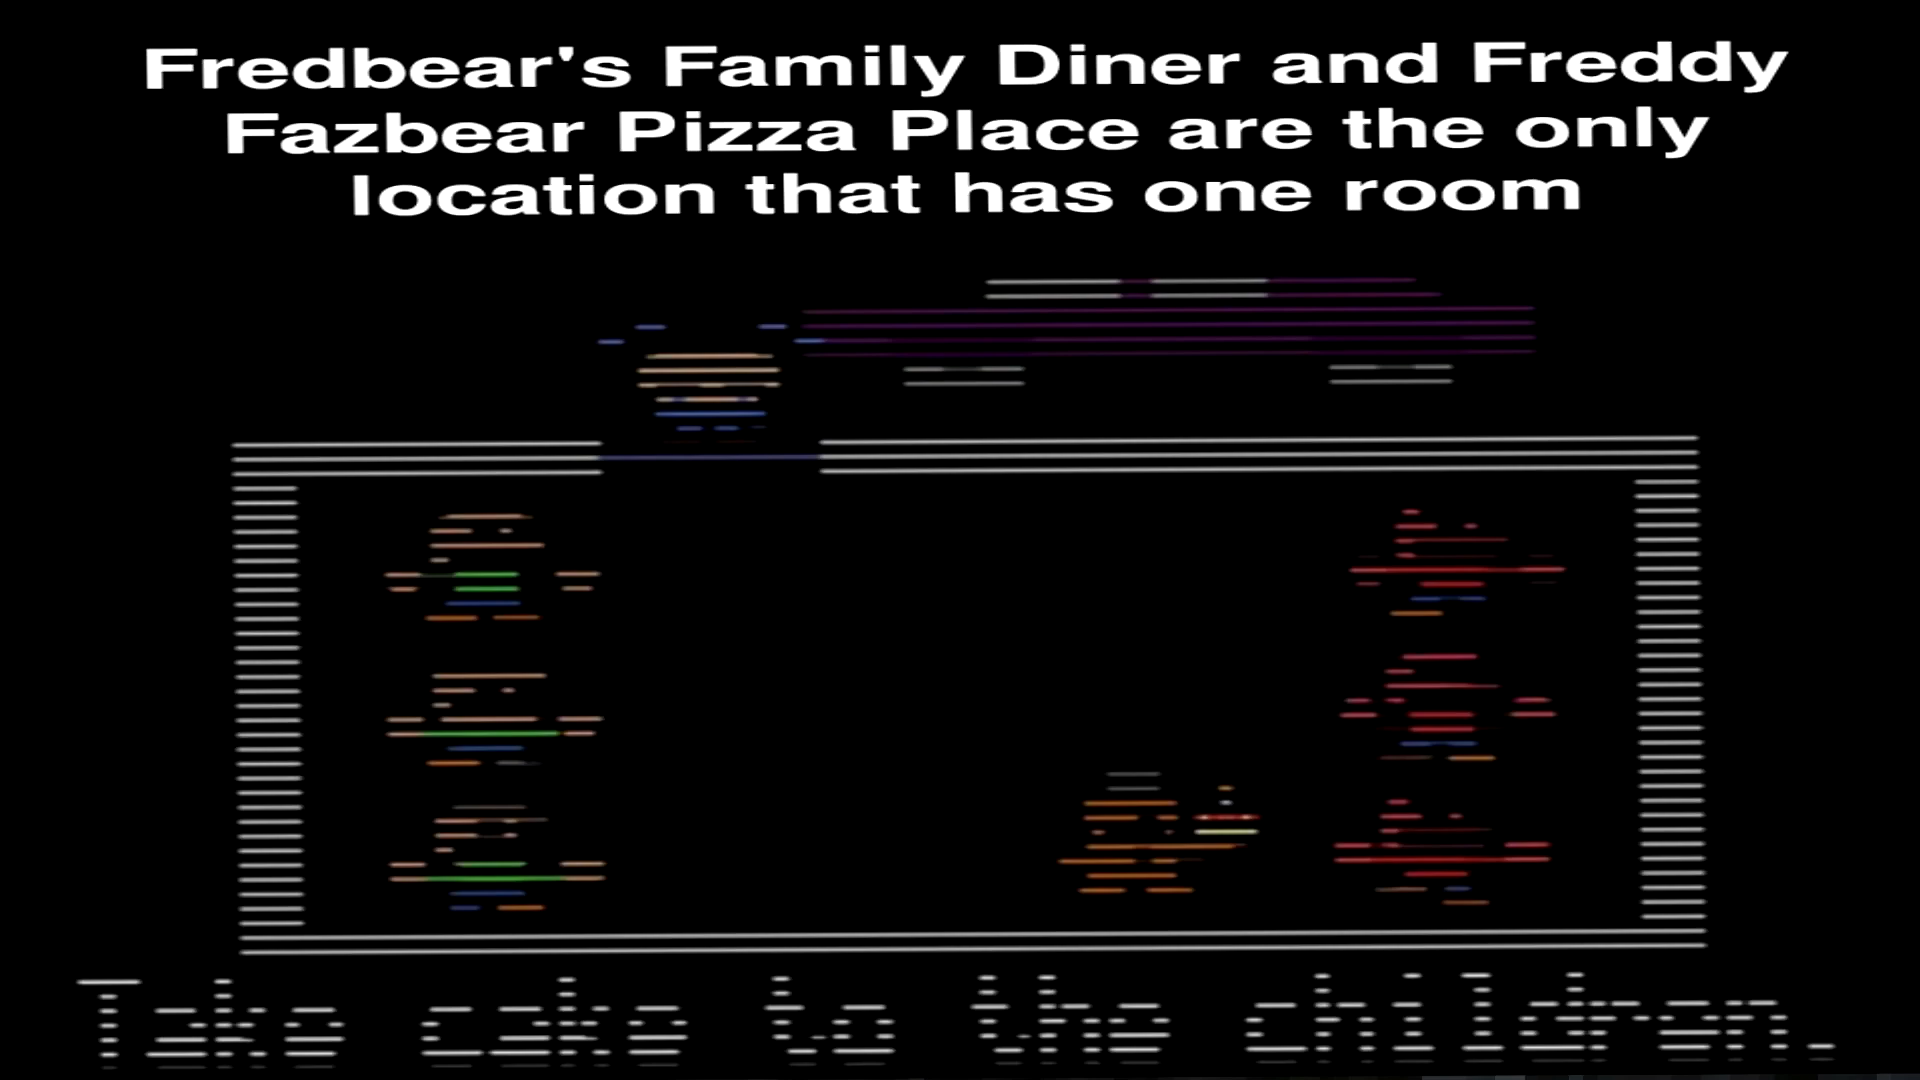 Fredbear's Family Diner and Freddy
Fazbear Pizza Place are the only
location that has one room
Take cake to the children.